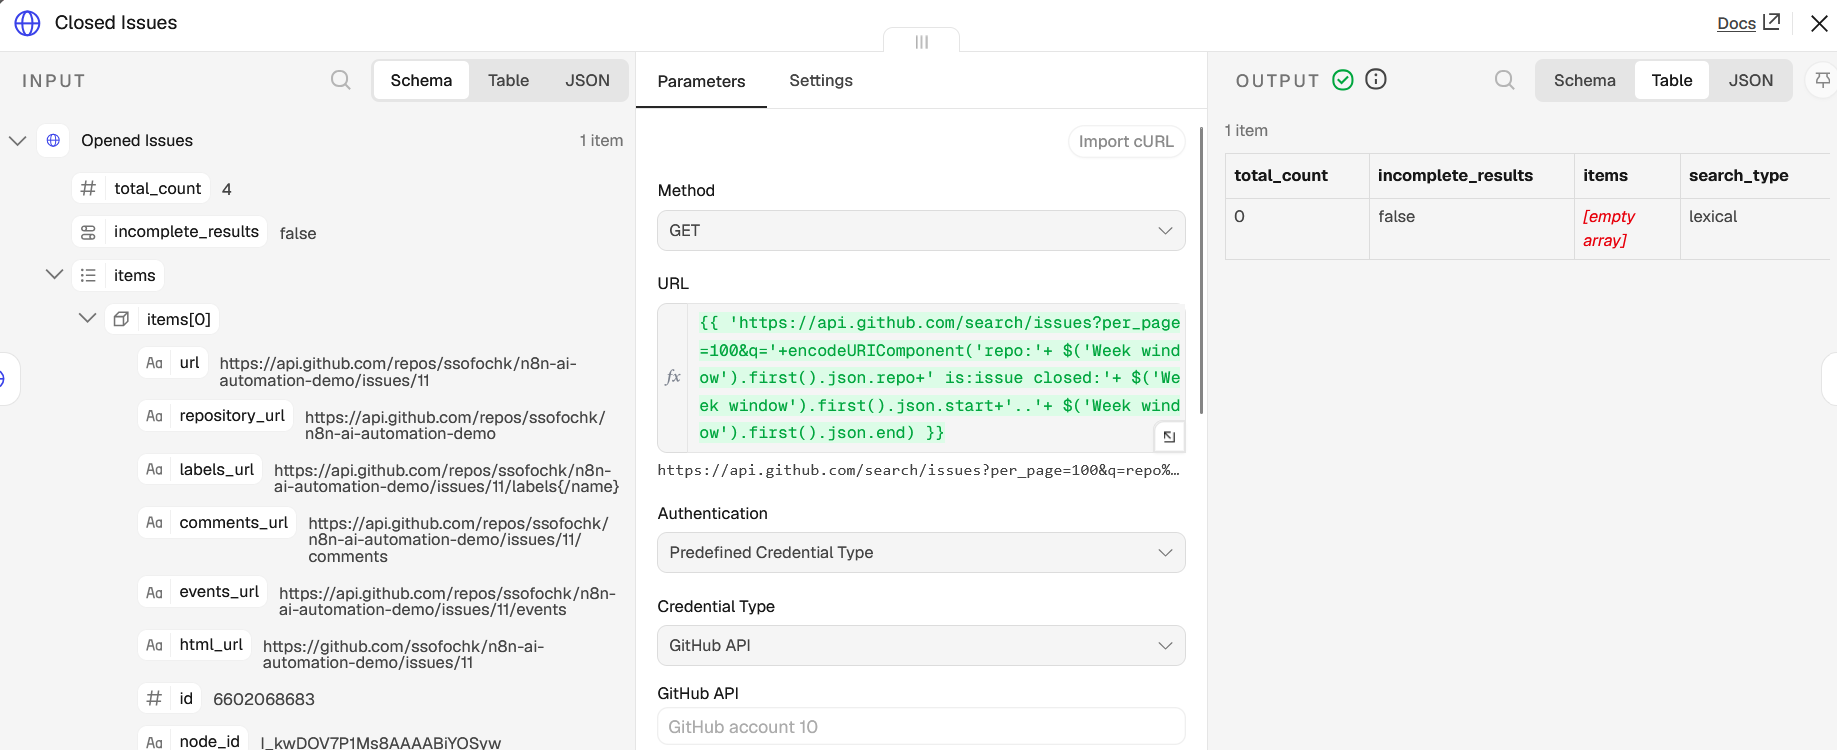 Closed Issues
Docs
INPUT
Schema
Table
JSON
Opened Issues
1 item
# total_count 4
incomplete_results false
items
items[0]
Aa url https://api.github.com/repos/ssofochk/n8n-ai-
automation-demo/issues/11
Aa repository_url https://api.github.com/repos/ssofochk/
n8n-ai-automation-demo
Aa labels_url https://api.github.com/repos/ssofochk/n8n-
ai-automation-demo/issues/11/labels{/name}
Aa comments_url https://api.github.com/repos/ssofochk/
n8n-ai-automation-demo/issues/11/
comments
Aa events_url https://api.github.com/repos/ssofochk/n8n-
ai-automation-demo/issues/11/events
Aa html_url https://github.com/ssofochk/n8n-ai-
automation-demo/issues/11
# id 6602068683
Aa node_id
Parameters
Settings
Import cURL
Method
GET
URL
fx
{{ 'https://api.github.com/search/issues?per_page
=100&q='+encodeURIComponent('repo:'+ $('Week wind
ow').first().json.repo+' is:issue closed:'+ $('We
ek window').first().json.start+'..'+ $('Week wind
ow').first().json.end) }}
https://api.github.com/search/issues?per_page=100&q=repo%…
Authentication
Predefined Credential Type
Credential Type
GitHub API
GitHub API
GitHub account 10
OUTPUT
Schema
Table
JSON
1 item
total_count incomplete_results items search_type
0 false [empty lexical
array]